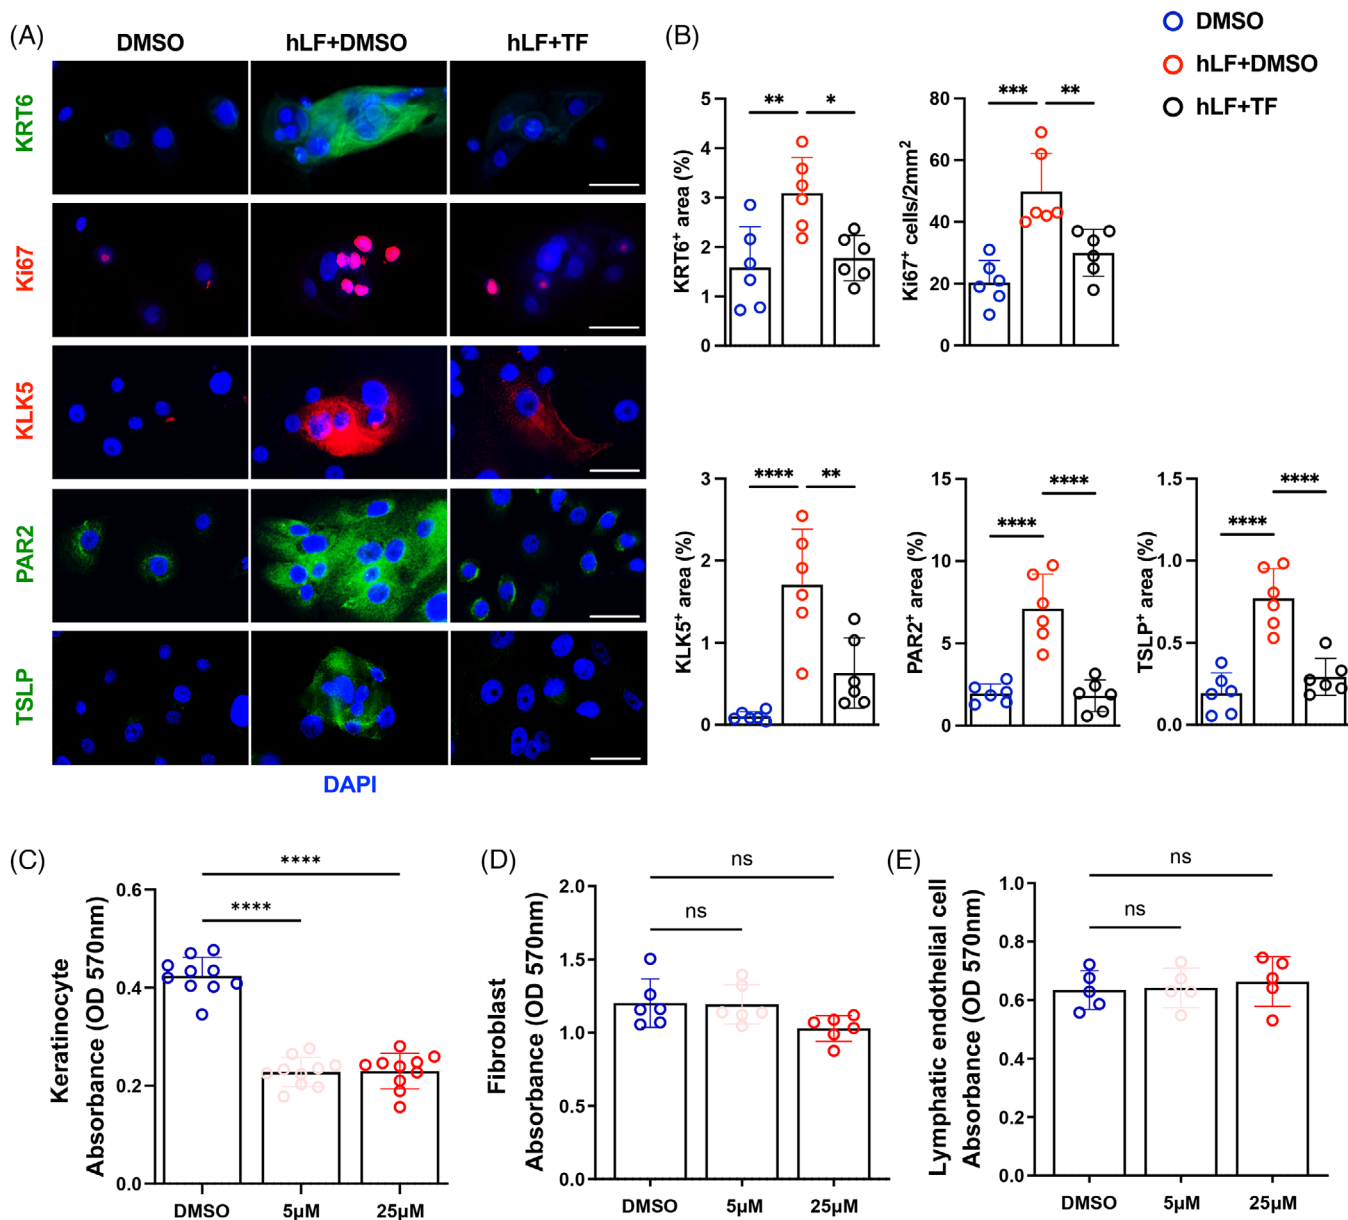 (A)
DMSO
hLF+DMSO
hLF+TF
KRT6
Ki67
KLK5
PAR2
TSLP
DAPI
(B)
DMSO
hLF+DMSO
hLF+TF
KRT6⁺ area (%)
5
4
3
2
1
0
** *
Ki67⁺ cells/2mm²
80
60
40
20
0
*** **
KLK5⁺ area (%)
3
2
1
0
**** **
PAR2⁺ area (%)
15
10
5
0
****
****
TSLP⁺ area (%)
1.5
1.0
0.5
0.0
****
****
(C)
Keratinocyte
Absorbance (OD 570nm)
0.6
0.4
0.2
0.0
****
****
DMSO 5μM 25μM
(D)
Fibroblast
Absorbance (OD 570nm)
2.0
1.5
1.0
0.5
0.0
ns
ns
DMSO 5μM 25μM
(E)
Lymphatic endothelial cell
Absorbance (OD 570nm)
1.0
0.8
0.6
0.4
0.2
0.0
ns
ns
DMSO 5μM 25μM